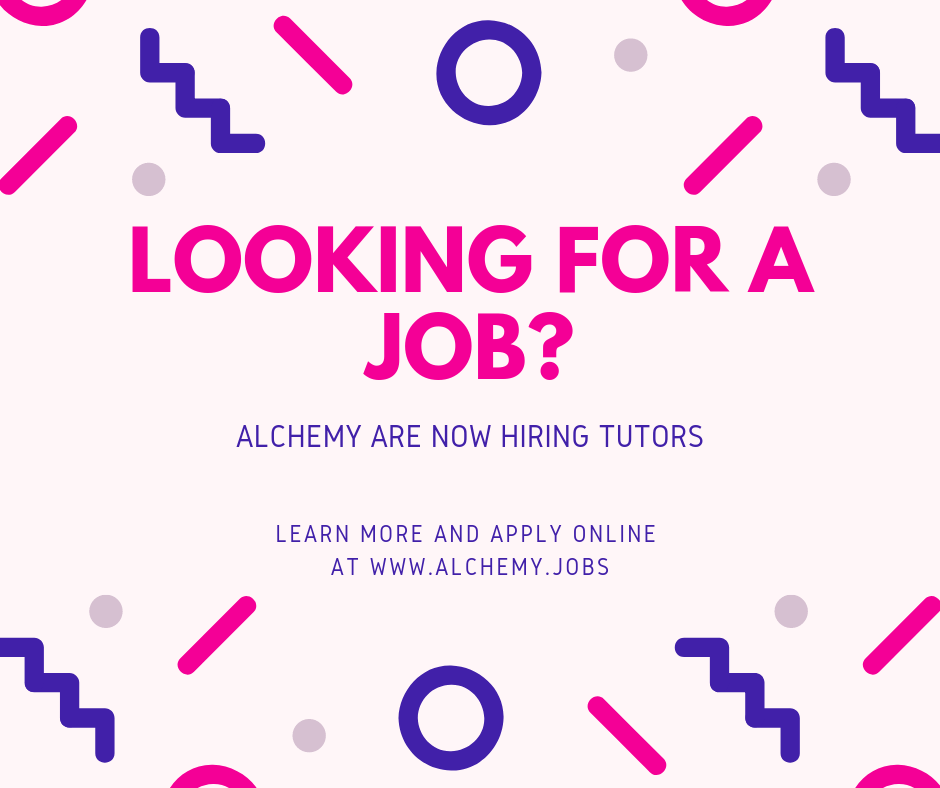 LOOKING FOR A
JOB?
ALCHEMY ARE NOW HIRING TUTORS
LEARN MORE AND APPLY ONLINE
AT WWW.ALCHEMY.JOBS